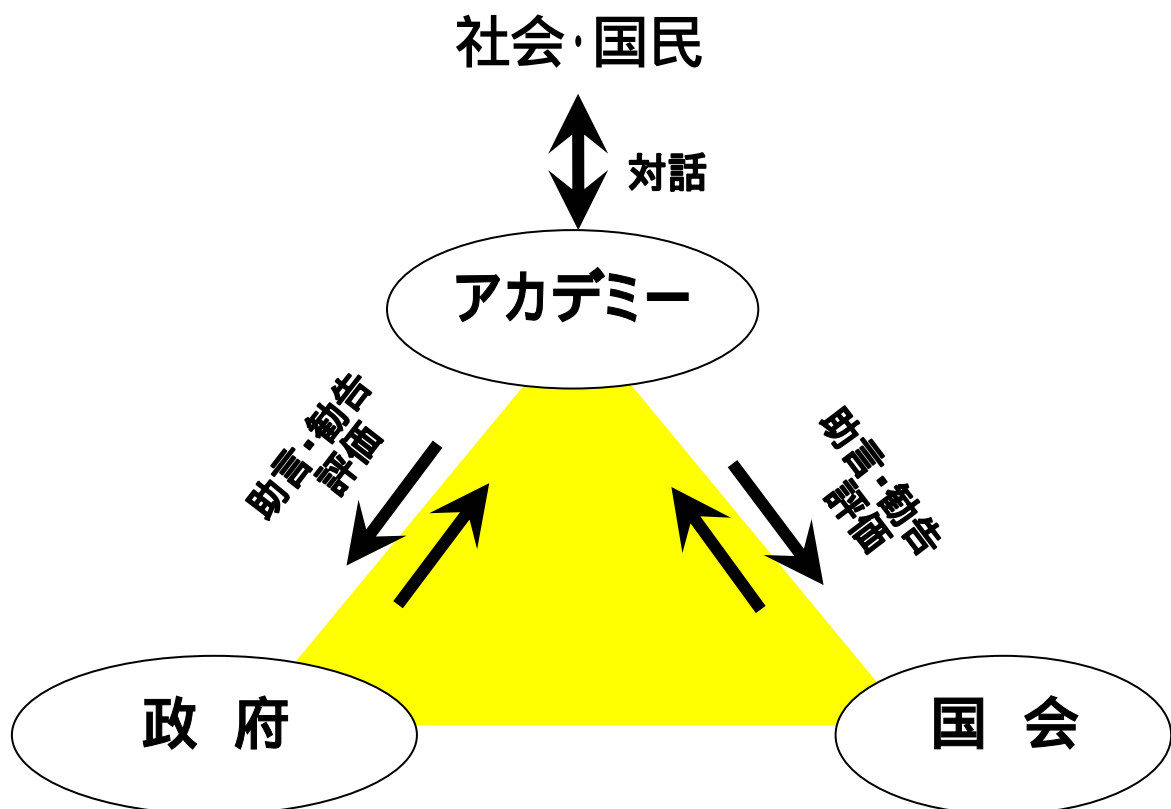 社会・国民
対話
アカデミー
助言・勧告
評価
助言・勧告
評価
政 府
国 会